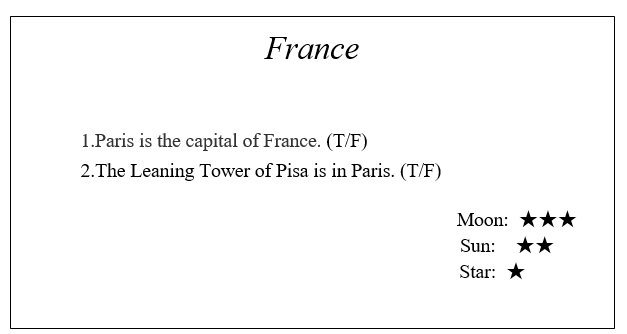 France
1.Paris is the capital of France. (T/F)
2.The Leaning Tower of Pisa is in Paris. (T/F)
Moon: ★★★
Sun: ★★
Star: ★